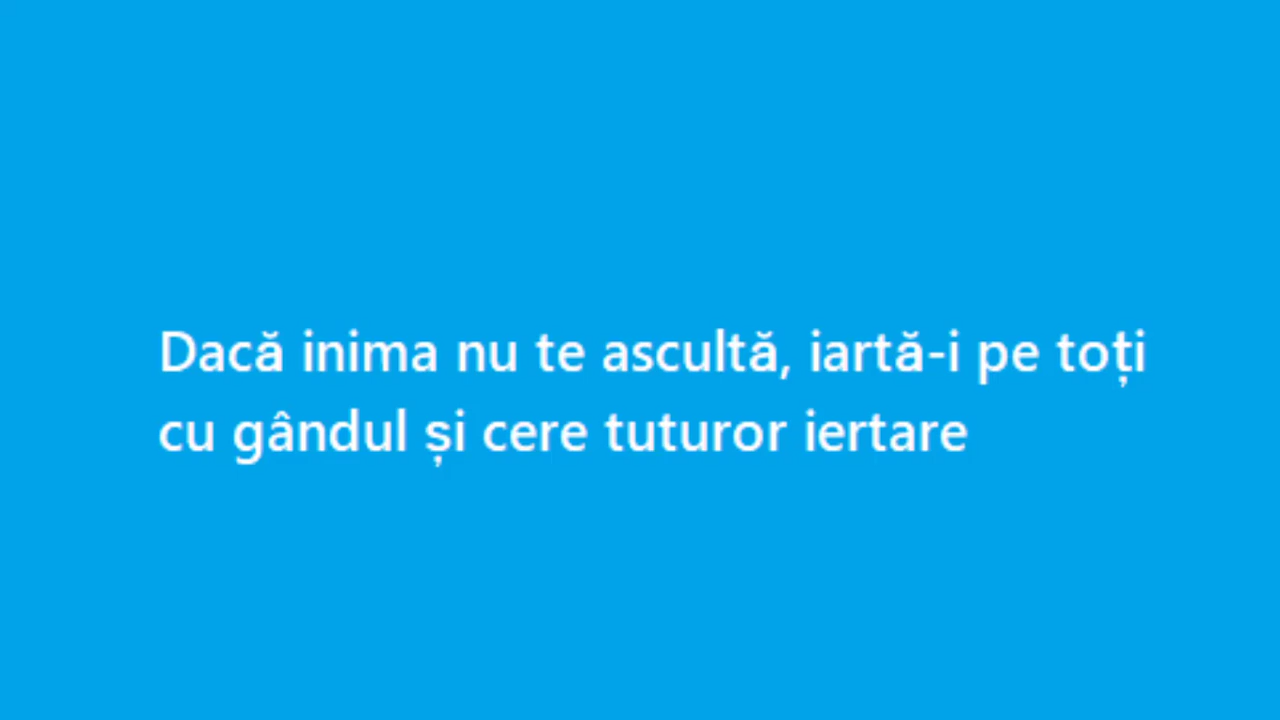 Dacă inima nu te ascultă, iartă-i pe toți
cu gândul și cere tuturor iertare